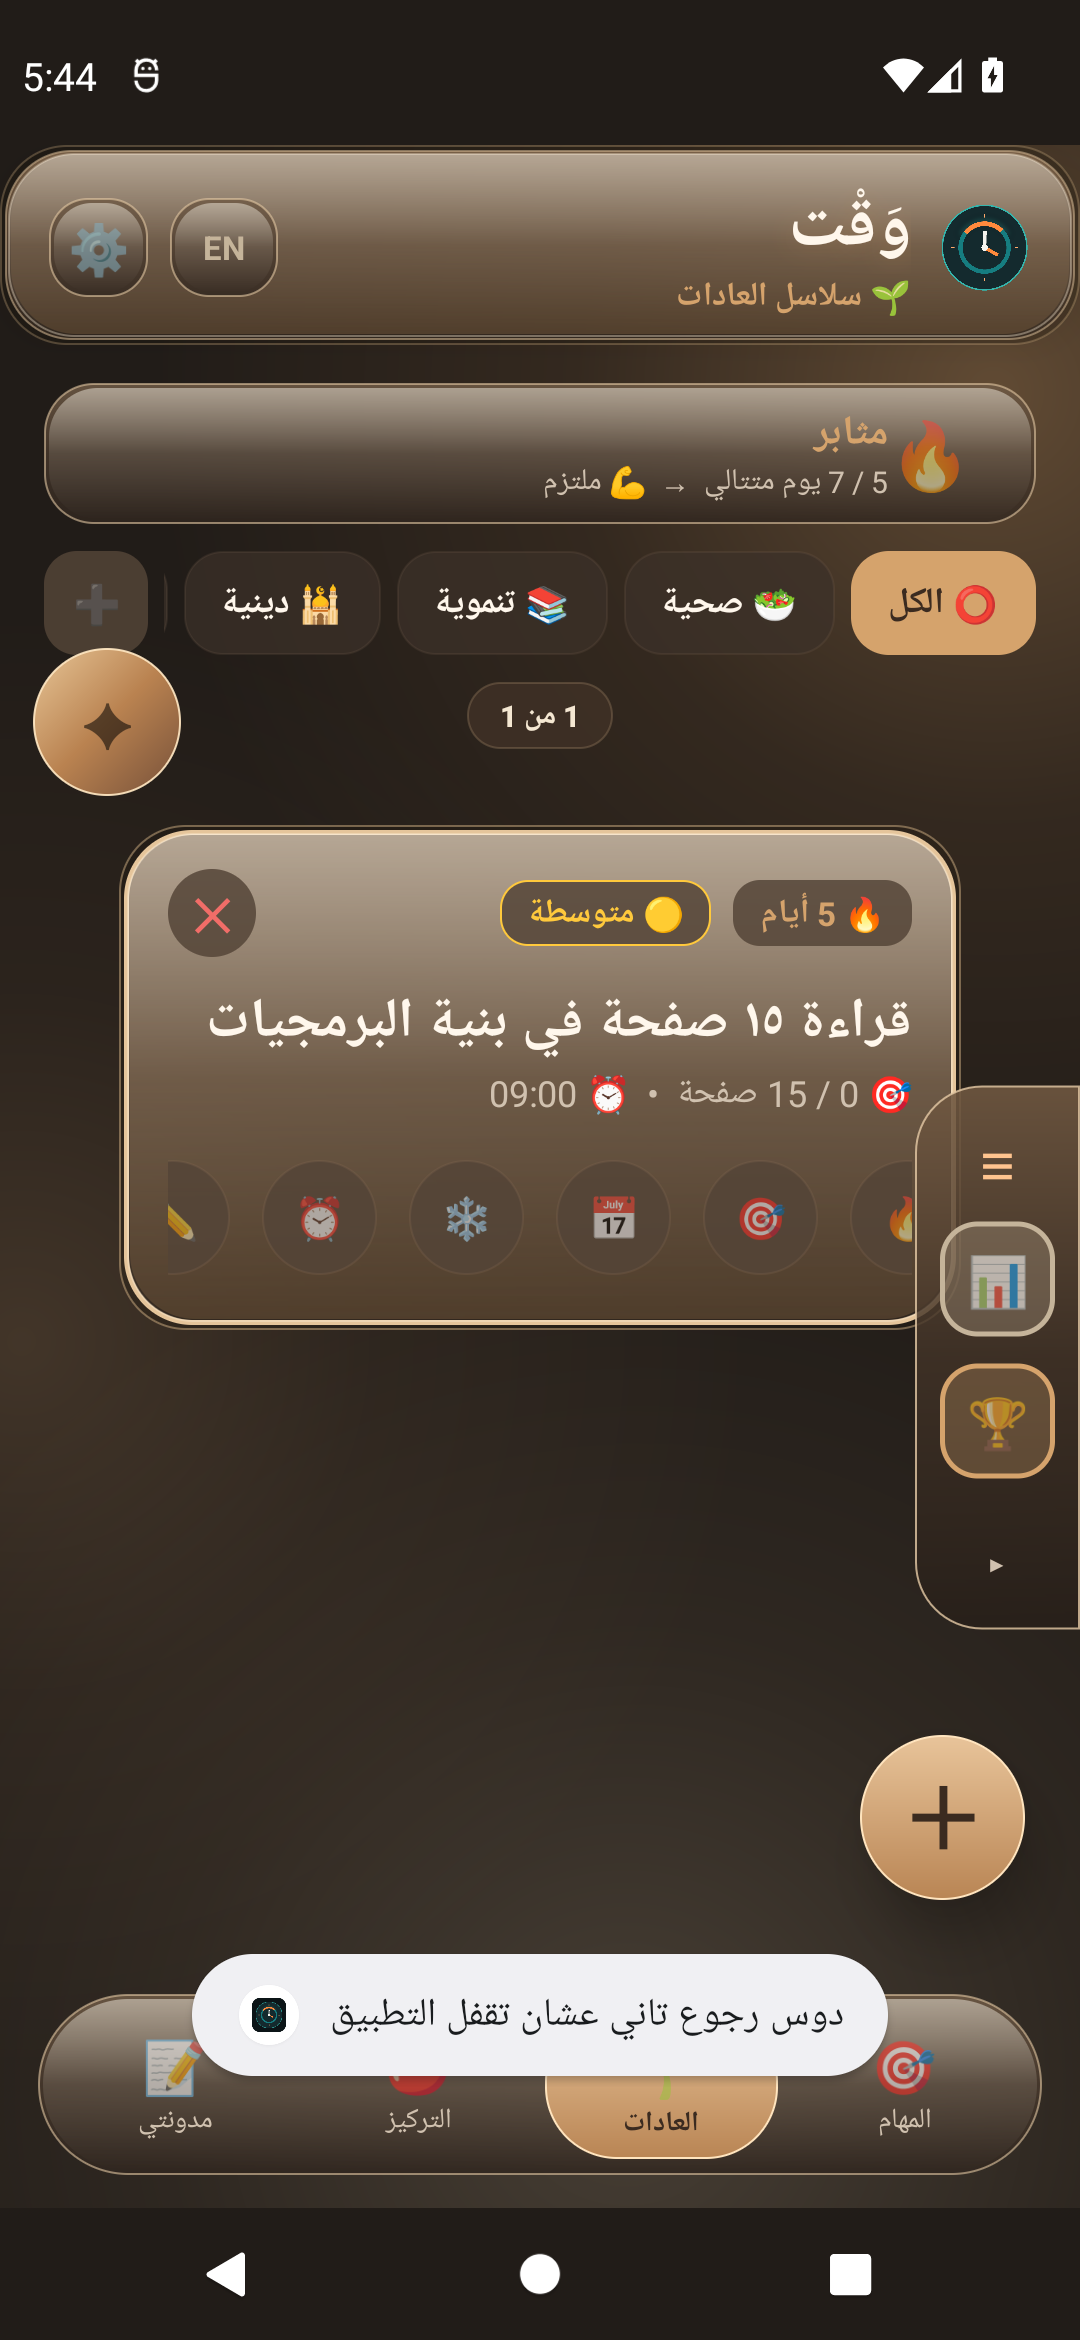 5:44
وَقْت
🌱 سلاسل العادات
EN
مثابر
5 / 7 يوم متتالي → 💪 ملتزم
⭕ الكل
🥗 صحية
📚 تنموية
🕌 دينية
1 من 1
🔥 5 أيام
🟡 متوسطة
قراءة ١٥ صفحة في بنية البرمجيات
🎯 0 / 15 صفحة • ⏰ 09:00
July
17
دوس رجوع تاني عشان تقفل التطبيق
المهام
العادات
التركيز
مدونتي